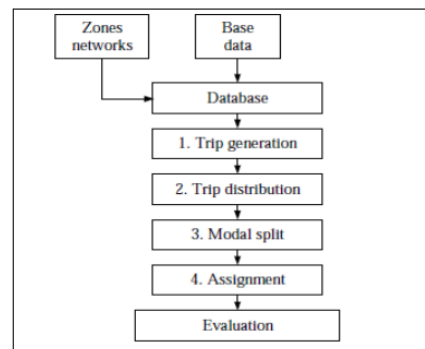 Zones
networks
Base
data
Database
1. Trip generation
2. Trip distribution
3. Modal split
4. Assignment
Evaluation